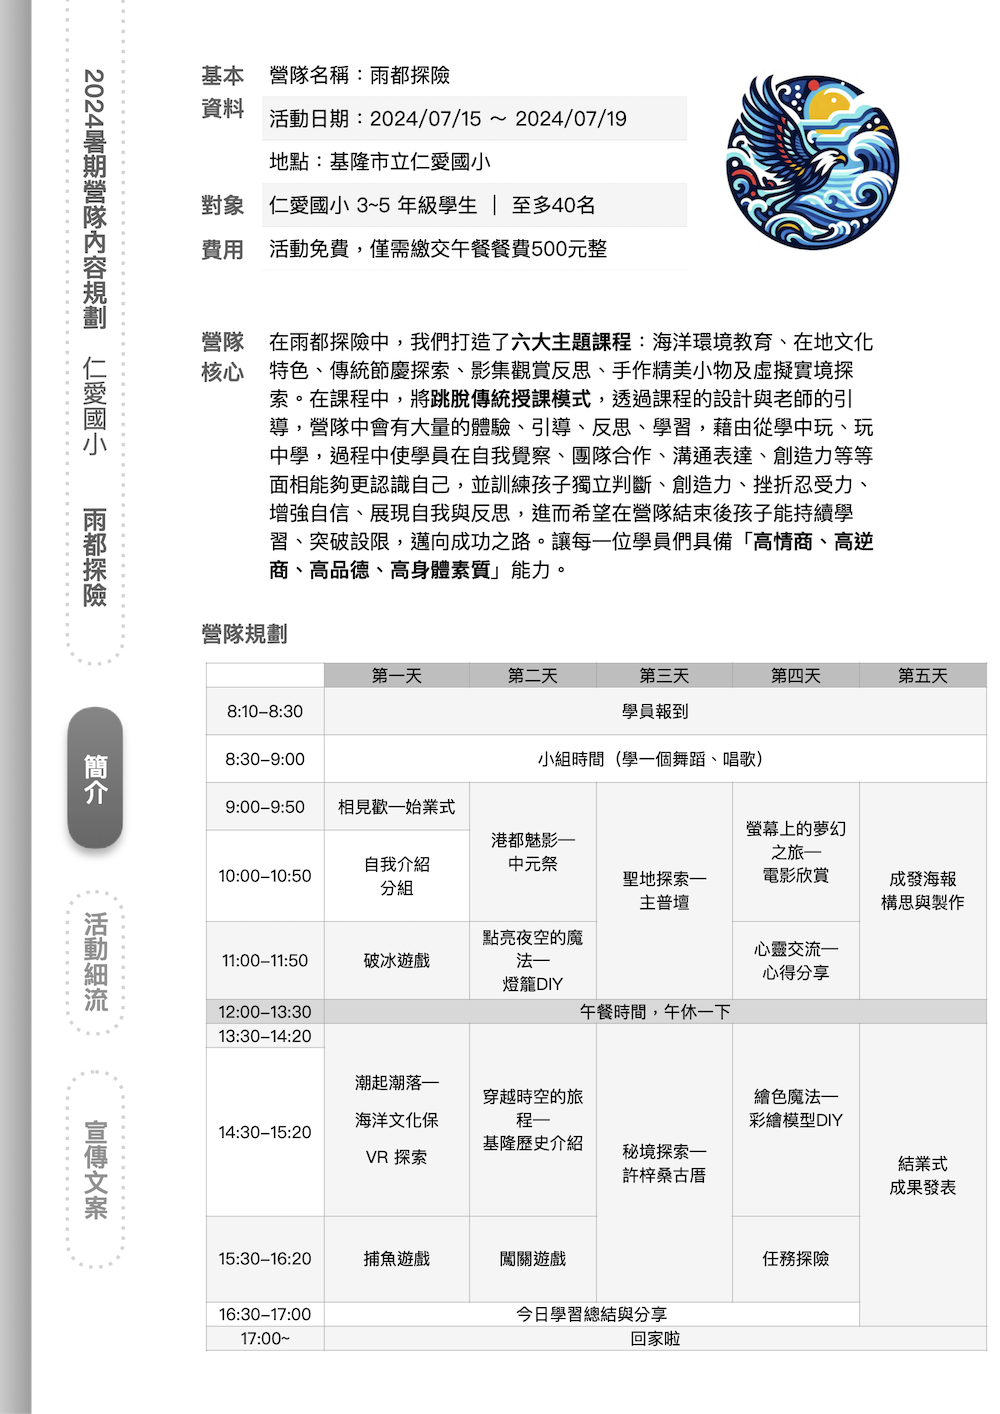 2024暑期營隊內容規劃 仁愛國小 雨都探險
簡介
活動細流
宣傳文案
基本資料
營隊名稱：雨都探險
活動日期：2024/07/15 ～ 2024/07/19
地點：基隆市立仁愛國小
對象
仁愛國小 3~5 年級學生 ｜ 至多40名
費用
活動免費，僅需繳交午餐餐費500元整
營隊核心
在雨都探險中，我們打造了六大主題課程：海洋環境教育、在地文化
特色、傳統節慶探索、影集觀賞反思、手作精美小物及虛擬實境探
索。在課程中，將跳脫傳統授課模式，透過課程的設計與老師的引
導，營隊中會有大量的體驗、引導、反思、學習，藉由從學中玩、玩
中學，過程中使學員在自我覺察、團隊合作、溝通表達、創造力等等
面相能夠更認識自己，並訓練孩子獨立判斷、創造力、挫折忍受力、
增強自信、展現自我與反思，進而希望在營隊結束後孩子能持續學
習、突破設限，邁向成功之路。讓每一位學員們具備「高情商、高逆
商、高品德、高身體素質」能力。
營隊規劃
第一天 第二天 第三天 第四天 第五天
8:10–8:30 學員報到
8:30–9:00 小組時間（學一個舞蹈、唱歌）
9:00–9:50
相見歡—始業式
港都魅影—
中元祭
聖地探索—
主普壇
螢幕上的夢幻
之旅—
電影欣賞
成發海報
構思與製作
10:00–10:50
自我介紹
分組
11:00–11:50
破冰遊戲
點亮夜空的魔
法—
燈籠DIY
心靈交流—
心得分享
12:00–13:30 午餐時間，午休一下
13:30–14:20
14:30–15:20
潮起潮落—
海洋文化保
VR 探索
穿越時空的旅
程—
基隆歷史介紹
秘境探索—
許梓桑古厝
繪色魔法—
彩繪模型DIY
結業式
成果發表
15:30–16:20
捕魚遊戲
闖關遊戲
任務探險
16:30–17:00 今日學習總結與分享
17:00~ 回家啦